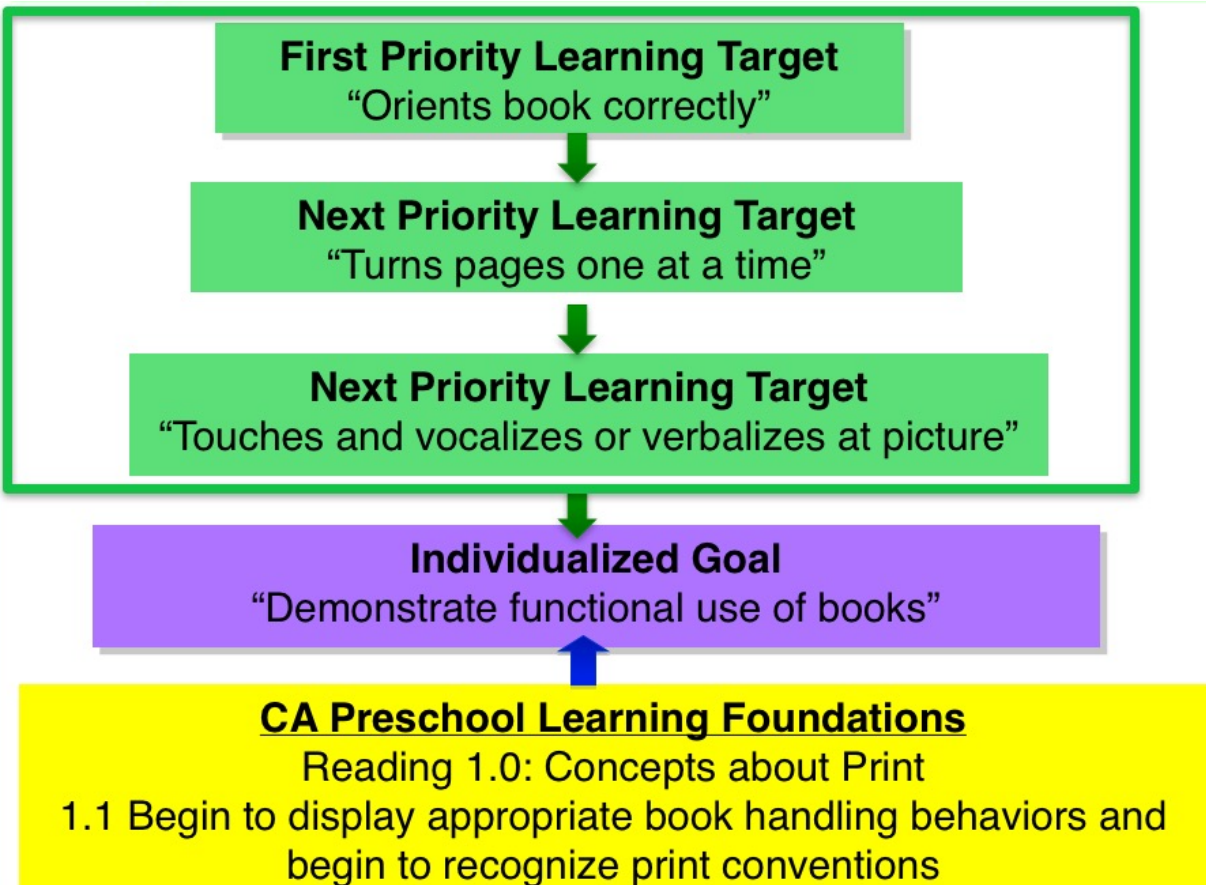 First Priority Learning Target
“Orients book correctly”
Next Priority Learning Target
“Turns pages one at a time”
Next Priority Learning Target
“Touches and vocalizes or verbalizes at picture”
Individualized Goal
“Demonstrate functional use of books”
CA Preschool Learning Foundations
Reading 1.0: Concepts about Print
1.1 Begin to display appropriate book handling behaviors and
begin to recognize print conventions